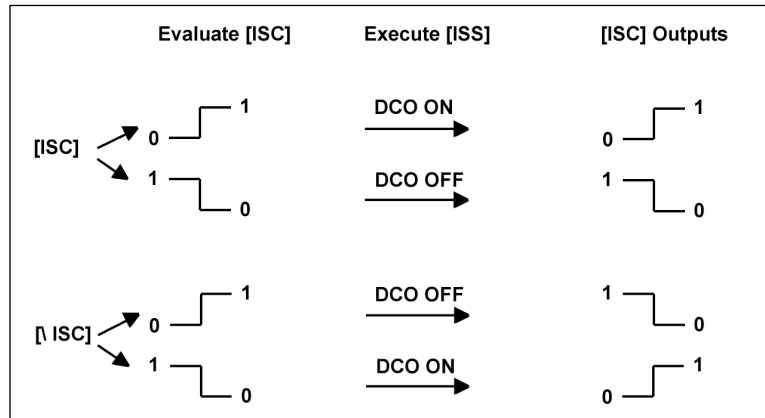 Evaluate [ISC] Execute [ISS] [ISC] Outputs
1 DCO ON 1
0 0
[ISC]
1 DCO OFF 1
0 0
1 DCO OFF 1
0 0
[\ ISC]
1 DCO ON 1
0 0